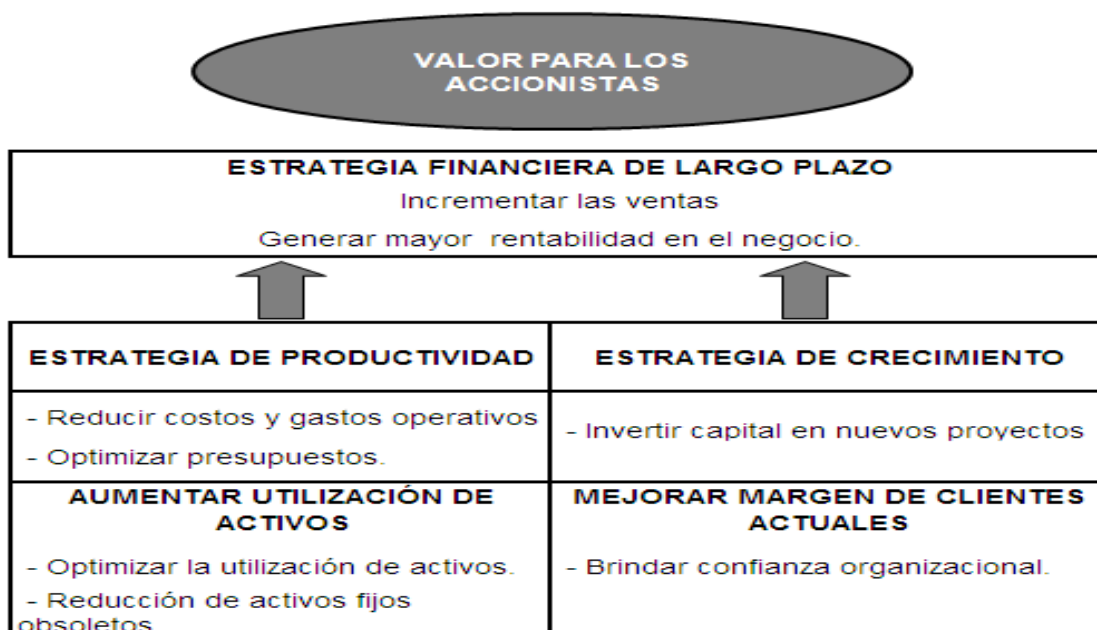 VALOR PARA LOS
ACCIONISTAS
ESTRATEGIA FINANCIERA DE LARGO PLAZO
Incrementar las ventas
Generar mayor rentabilidad en el negocio.
ESTRATEGIA DE PRODUCTIVIDAD
- Reducir costos y gastos operativos
- Optimizar presupuestos.
AUMENTAR UTILIZACIÓN DE
ACTIVOS
- Optimizar la utilización de activos.
- Reducción de activos fijos
obsoletos
ESTRATEGIA DE CRECIMIENTO
- Invertir capital en nuevos proyectos
MEJORAR MARGEN DE CLIENTES
ACTUALES
- Brindar confianza organizacional.